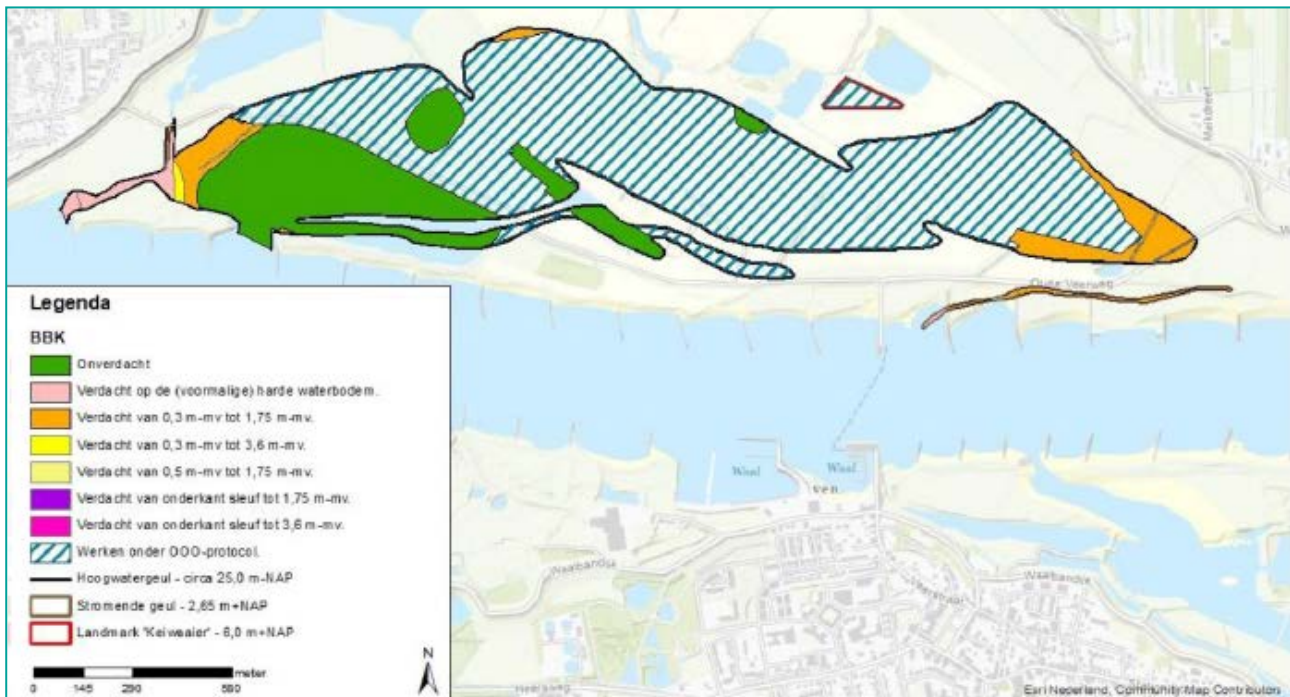 Markdreef
Oude Veerweg
Legenda
BBK
Onverdacht
Verdacht op de (voormalige) harde waterbodem.
Verdacht van 0,3 m-mv tot 1,75 m-mv.
Verdacht van 0,3 m-mv tot 3,6 m-mv.
Verdacht van 0,5 m-mv tot 1,75 m-mv.
Verdacht van onderkant sleuf tot 1,75 m-mv.
Verdacht van onderkant sleuf tot 3,6 m-mv.
Werken onder OOO-protocol.
Hoogwatergeul - circa 25,0 m-NAP
Stromende geul - 2,65 m+NAP
Landmark 'Keiwaaier' - 6,0 m+NAP
meter
0 145 290 580
N
Waal Waal
ven
Waalbandijk
Waalbandijk
Heersweg
Esri Nederland, Community Map Contributors